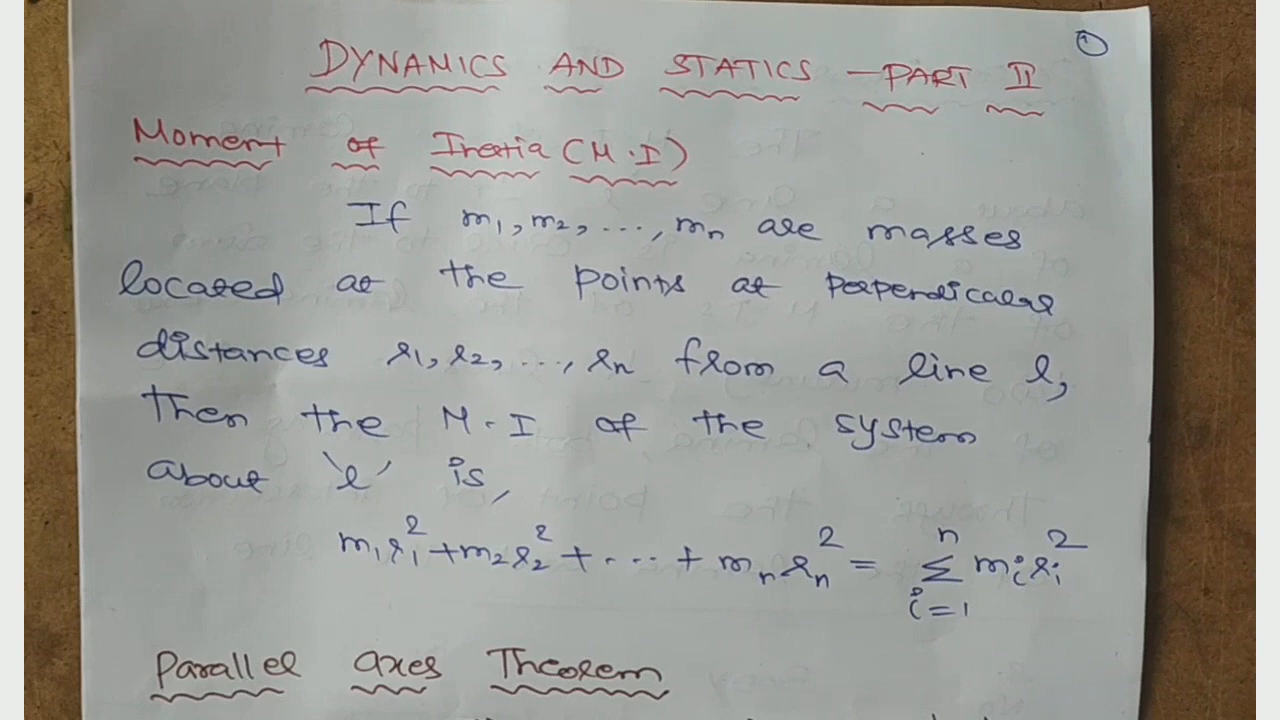 ①
DYNAMICS AND STATICS - PART II
Moment of Inertia (M.I)
If m₁, m₂, ..., mₙ are masses
located at the points at perpendicular
distances r₁, r₂, ..., rₙ from a line l,
then the M.I of the system
about 'l' is,
m₁r₁² + m₂r₂² + ... + mₙrₙ² = Σᵢ₌₁ⁿ mᵢrᵢ²
Parallel axes Theorem